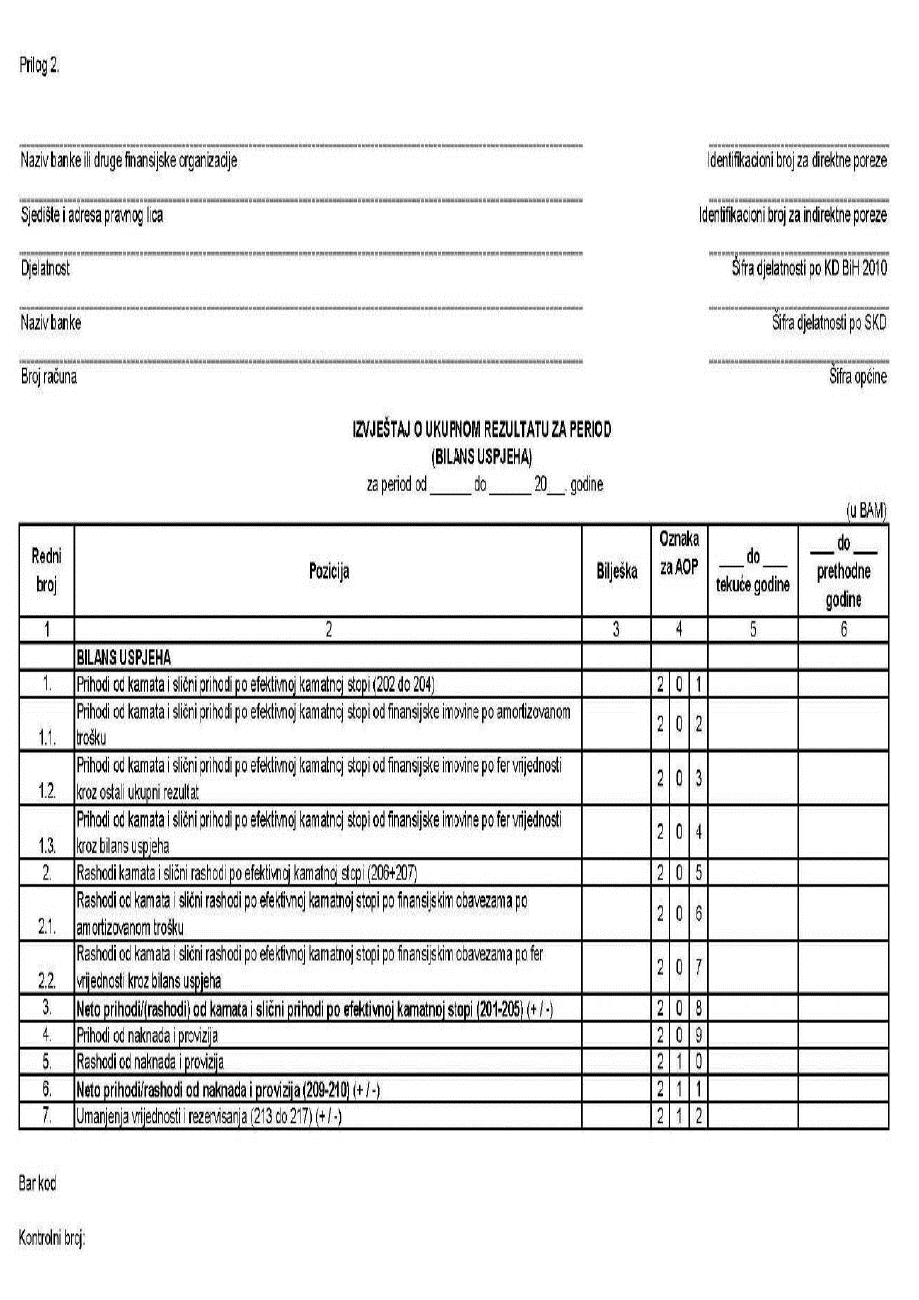 Prilog 2.
Naziv banke ili druge finansijske organizacije
Identifikacioni broj za direktne poreze
Sjedište i adresa pravnog lica
Identifikacioni broj za indirektne poreze
Djelatnost
Šifra djelatnosti po KD BiH 2010
Naziv banke
Šifra djelatnosti po SKD
Broj računa
Šifra općine
IZVJEŠTAJ O UKUPNOM REZULTATU ZA PERIOD
(BILANS USPJEHA)
za period od ______ do ______ 20___. godine
(u BAM)
Redni broj
Pozicija
Bilješka
Oznaka za AOP
____ do ____ tekuće godine
____ do ____ prethodne godine
1 2 3 4 5 6
BILANS USPJEHA
1. Prihodi od kamata i slični prihodi po efektivnoj kamatnoj stopi (202 do 204) 2 0 1
1.1. Prihodi od kamata i slični prihodi po efektivnoj kamatnoj stopi od finansijske imovine po amortizovanom
trošku 2 0 2
1.2. Prihodi od kamata i slični prihodi po efektivnoj kamatnoj stopi od finansijske imovine po fer vrijednosti
kroz ostali ukupni rezultat 2 0 3
1.3. Prihodi od kamata i slični prihodi po efektivnoj kamatnoj stopi od finansijske imovine po fer vrijednosti
kroz bilans uspjeha 2 0 4
2. Rashodi kamata i slični rashodi po efektivnoj kamatnoj stopi (206+207) 2 0 5
2.1. Rashodi od kamata i slični rashodi po efektivnoj kamatnoj stopi po finansijskim obavezama po
amortizovanom trošku 2 0 6
2.2. Rashodi od kamata i slični rashodi po efektivnoj kamatnoj stopi po finansijskim obavezama po fer
vrijednosti kroz bilans uspjeha 2 0 7
3. Neto prihodi/(rashodi) od kamata i slični prihodi po efektivnoj kamatnoj stopi (201-205) (+ / -) 2 0 8
4. Prihodi od naknada i provizija 2 0 9
5. Rashodi od naknada i provizija 2 1 0
6. Neto prihodi/rashodi od naknada i provizija (209-210) (+ / -) 2 1 1
7. Umanjenja vrijednosti i rezervisanja (213 do 217) (+ / -) 2 1 2
Bar kod
Kontrolni broj: